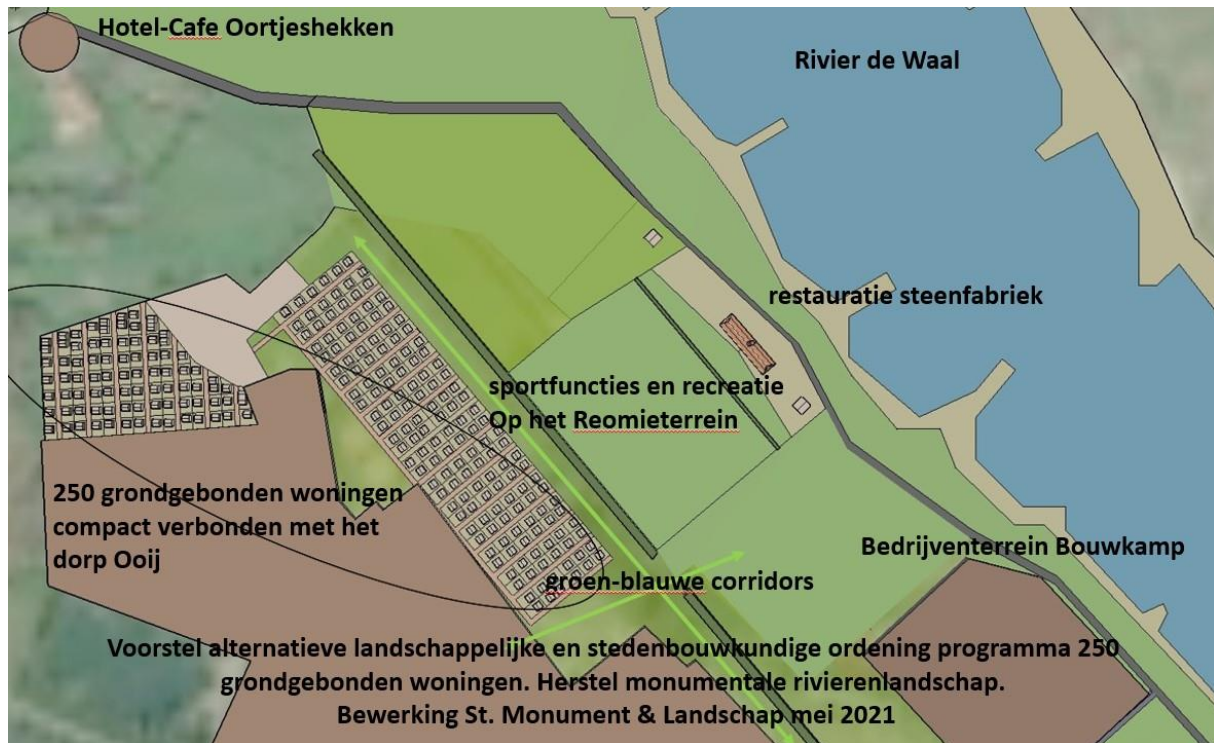 Hotel-Cafe Oortjeshekken
Rivier de Waal
restauratie steenfabriek
sportfuncties en recreatie
Op het Reomieterrein
250 grondgebonden woningen
compact verbonden met het
dorp Ooij
Bedrijventerrein Bouwkamp
groen-blauwe corridors
Voorstel alternatieve landschappelijke en stedenbouwkundige ordening programma 250
grondgebonden woningen. Herstel monumentale rivierenlandschap.
Bewerking St. Monument & Landschap mei 2021